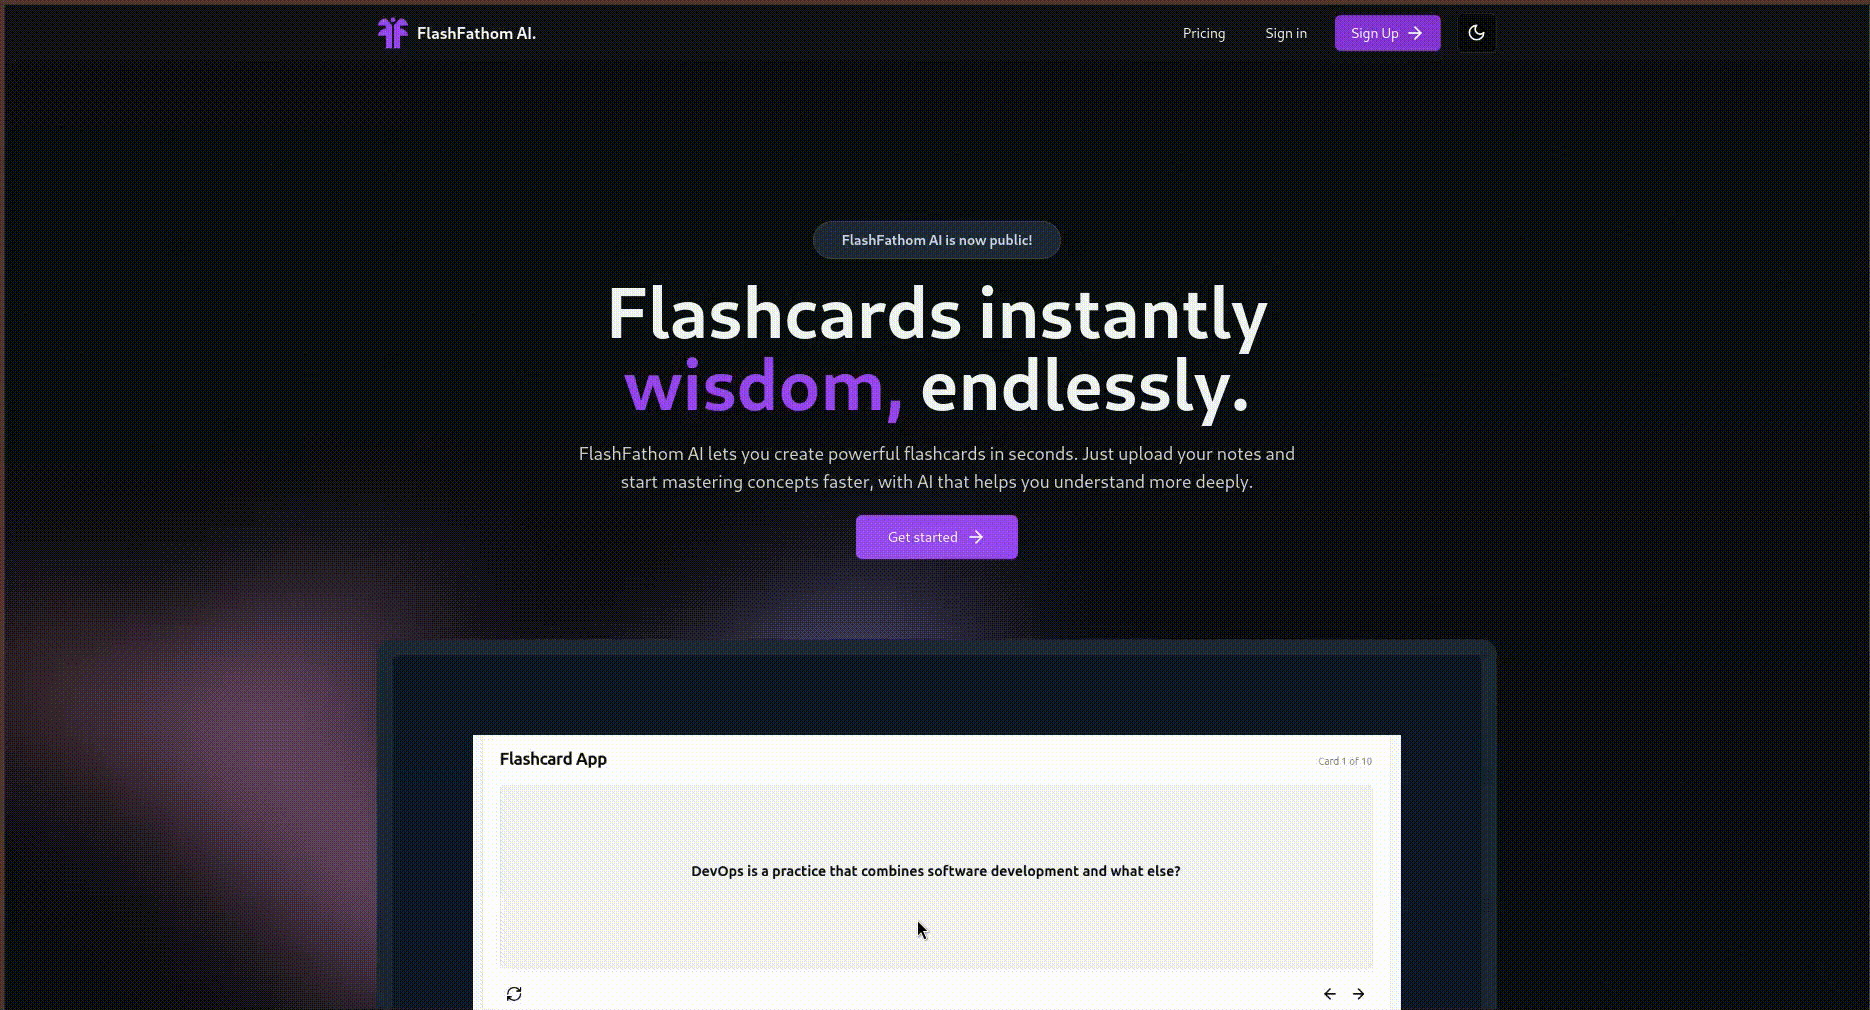 FlashFathom AI.
Pricing
Sign in
Sign Up
FlashFathom AI is now public!
Flashcards instantly
wisdom, endlessly.
FlashFathom AI lets you create powerful flashcards in seconds. Just upload your notes and
start mastering concepts faster, with AI that helps you understand more deeply.
Get started
Flashcard App
Card 1 of 10
DevOps is a practice that combines software development and what else?